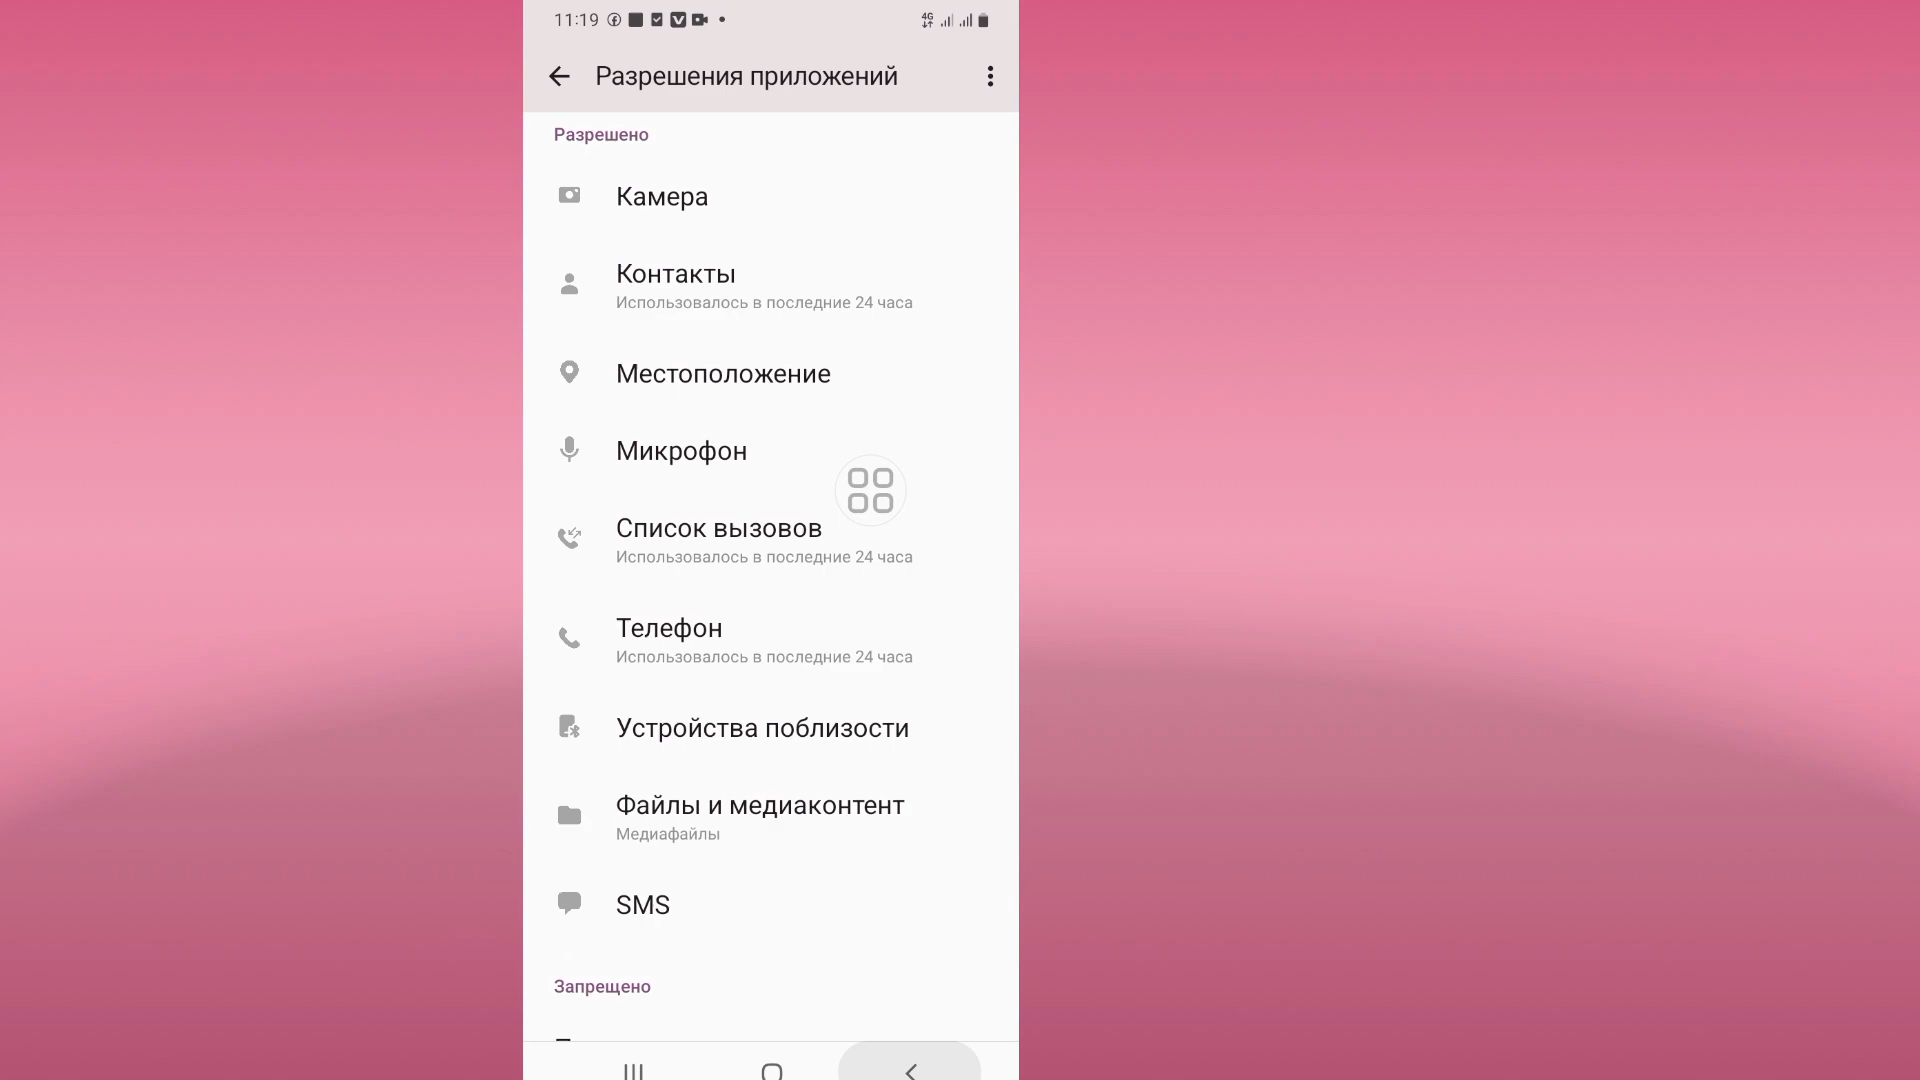 11:19
4G
Разрешения приложений
Разрешено
Камера
Контакты
Использовалось в последние 24 часа
Местоположение
Микрофон
Список вызовов
Использовалось в последние 24 часа
Телефон
Использовалось в последние 24 часа
Устройства поблизости
Файлы и медиаконтент
Медиафайлы
SMS
Запрещено